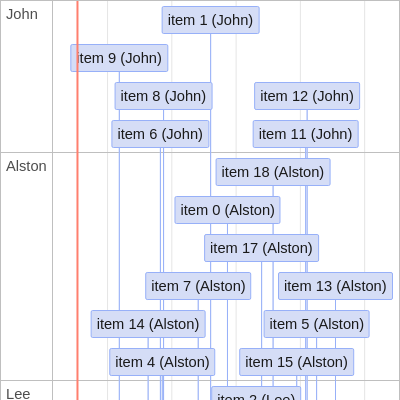 John
item 1 (John)
item 9 (John)
item 8 (John)
item 12 (John)
item 6 (John)
item 11 (John)
Alston
item 18 (Alston)
item 0 (Alston)
item 17 (Alston)
item 7 (Alston)
item 13 (Alston)
item 14 (Alston)
item 5 (Alston)
item 4 (Alston)
item 15 (Alston)
Lee
item 2 (Lee)